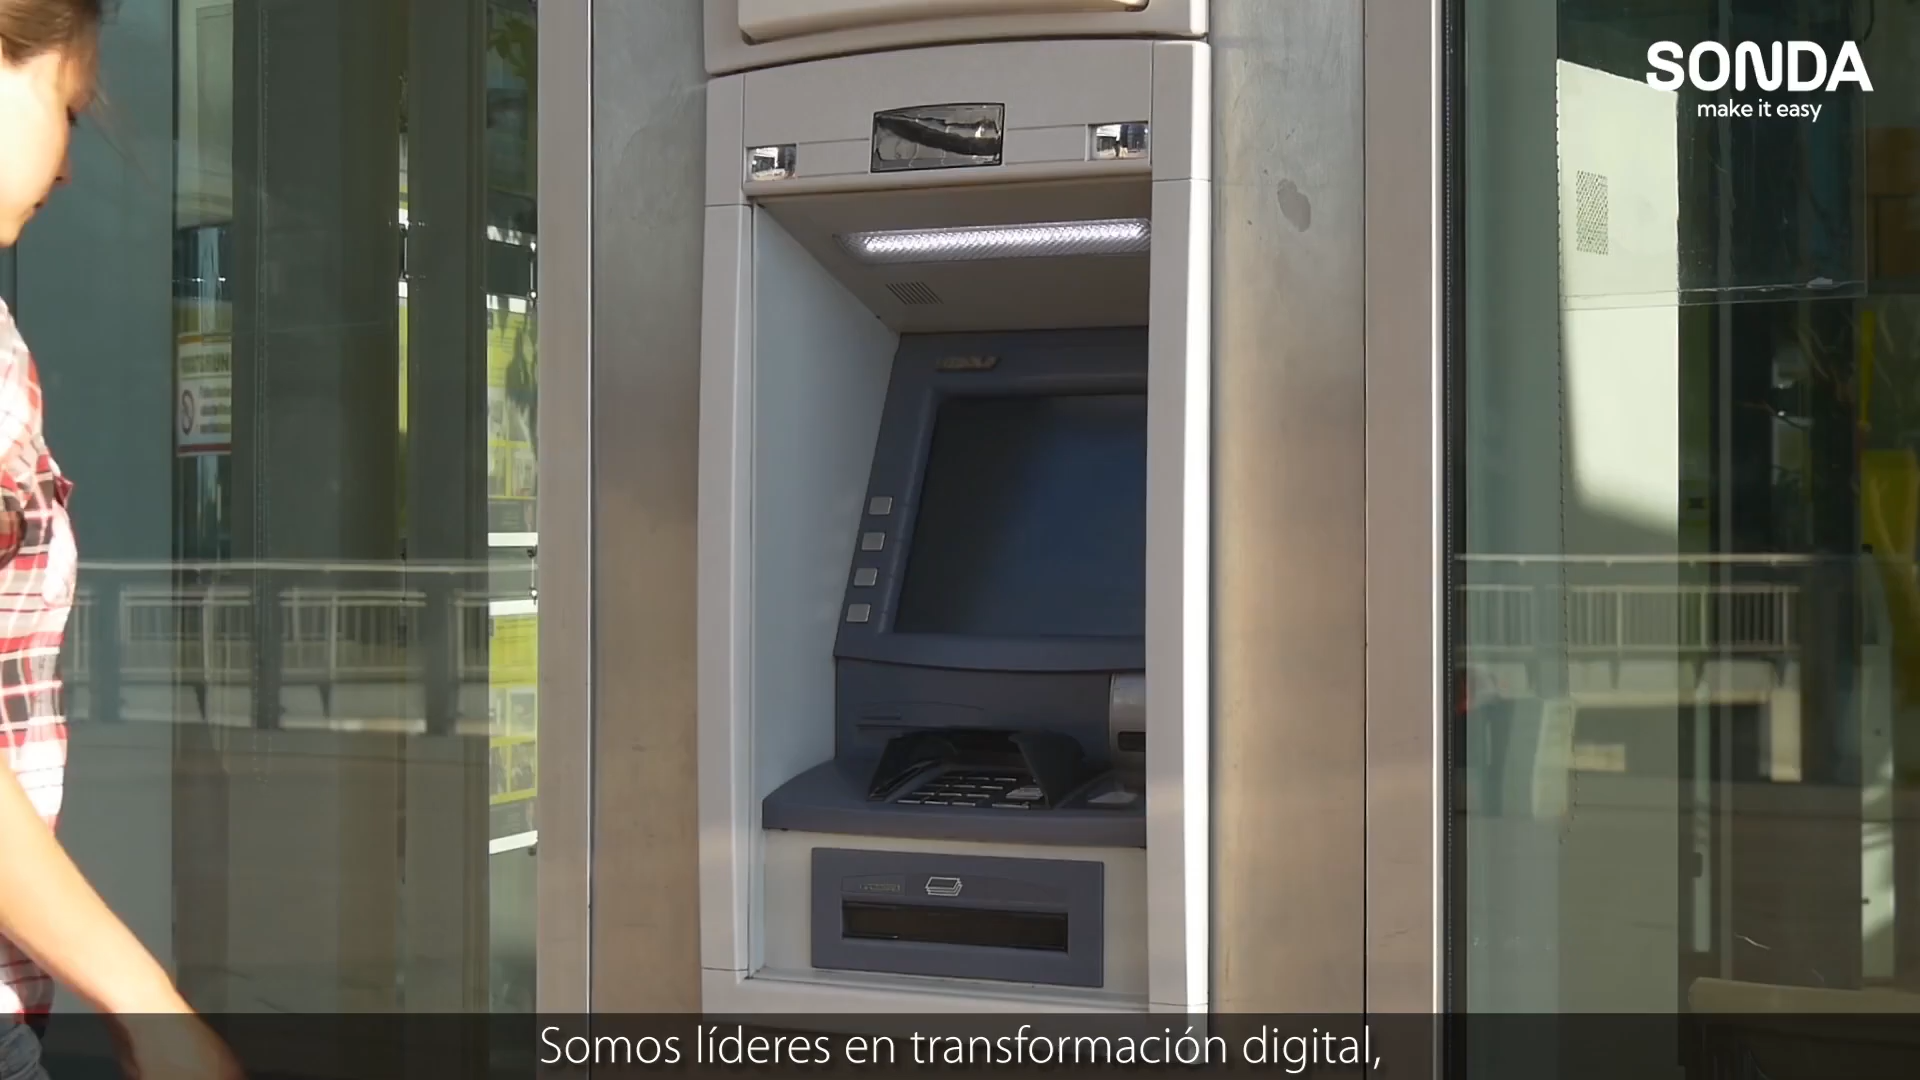 SONDA
make it easy
Somos líderes en transformación digital,